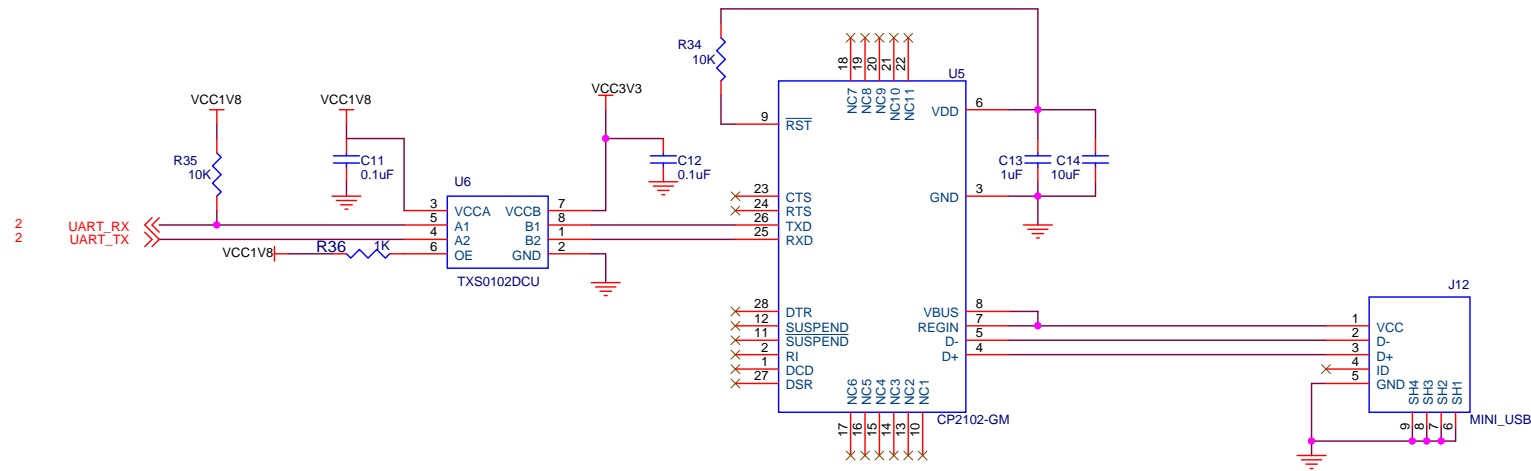 R34
10K
18
19
20
21
22
NC7
NC8
NC9
NC10
NC11
U5
VDD
6
9
RST
VCC1V8
VCC1V8
VCC3V3
R35
10K
C11
0.1uF
C12
0.1uF
C13
1uF
C14
10uF
U6
3
VCCA
VCCB
7
5
A1
B1
8
4
A2
B2
1
6
OE
GND
2
TXS0102DCU
2
UART_RX
2
UART_TX
VCC1V8
R36
1K
23
CTS
24
RTS
26
TXD
25
RXD
GND
3
28
DTR
12
SUSPEND
11
SUSPEND
2
RI
1
DCD
27
DSR
VBUS
8
REGIN
7
D-
5
D+
4
NC6
NC5
NC4
NC3
NC2
NC1
17
16
15
14
13
10
CP2102-GM
J12
1
VCC
2
D-
3
D+
4
ID
5
GND
SH4
SH3
SH2
SH1
9
8
7
6
MINI_USB